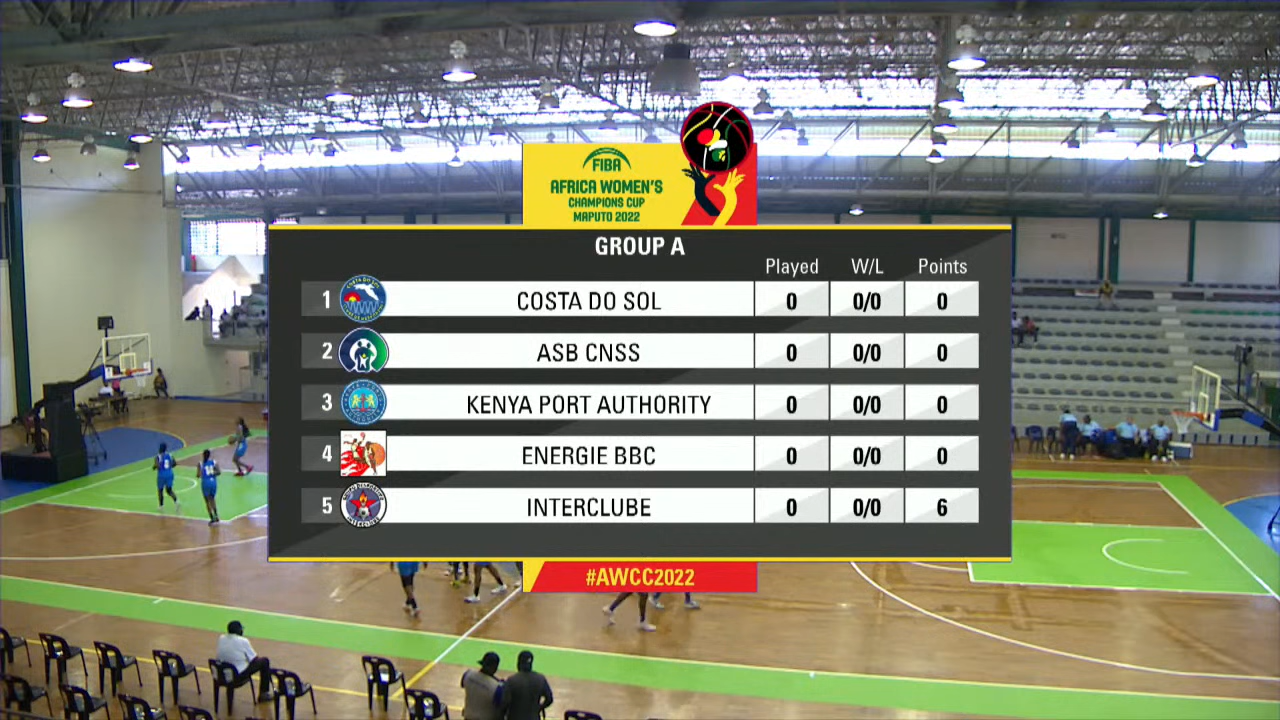 FIBA
AFRICA WOMEN'S
CHAMPIONS CUP
MAPUTO 2022
GROUP A
Played W/L Points
1 COSTA DO SOL 0 0/0 0
2 ASB CNSS 0 0/0 0
3 KENYA PORT AUTHORITY 0 0/0 0
4 ENERGIE BBC 0 0/0 0
5 INTERCLUBE 0 0/0 6
#AWCC2022